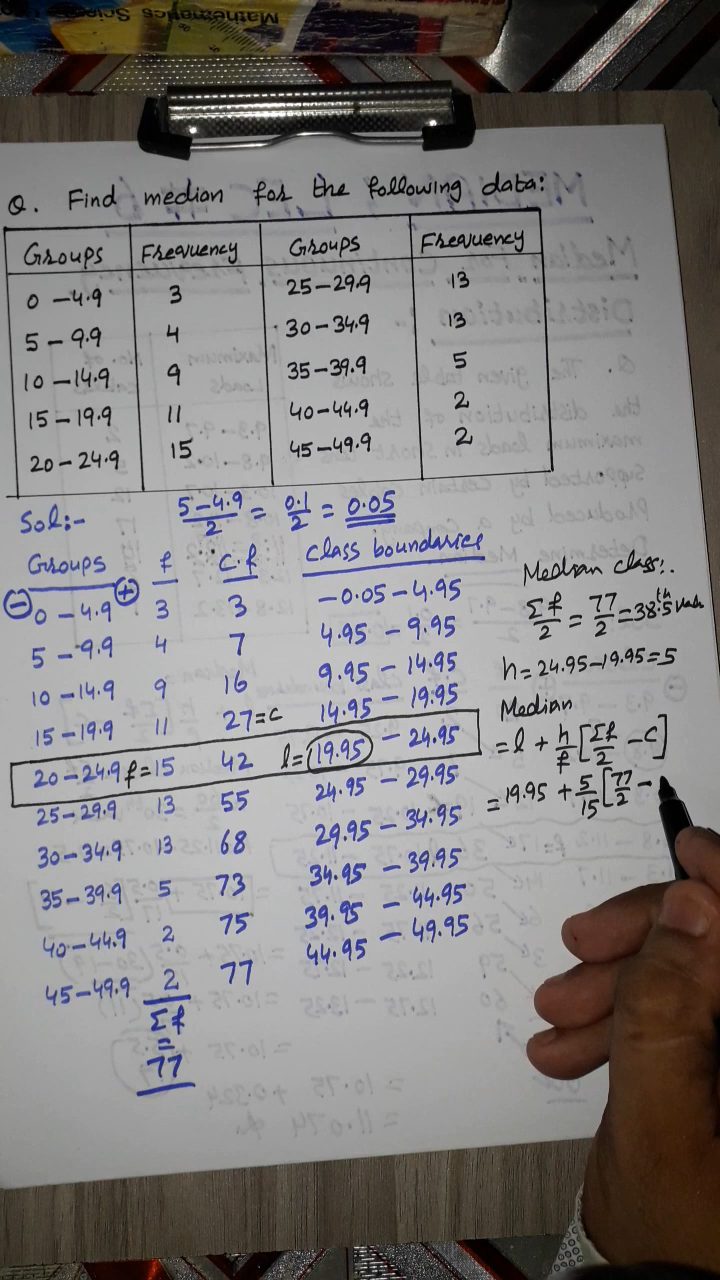 Mathematics Scien
Q. Find median for the following data:
Groups Frequency Groups Frequency
0 – 4.9 3 25 – 29.9 13
5 – 9.9 4 30 – 34.9 13
10 – 14.9 9 35 – 39.9 5
15 – 19.9 11 40 – 44.9 2
20 – 24.9 15 45 – 49.9 2
Sol:- (5 – 4.9)/2 = 0.1/2 = 0.05
Groups f C.f class boundaries
⊖ 0 – 4.9 ⊕ 3 3 –0.05 – 4.95
5 – 9.9 4 7 4.95 – 9.95
10 – 14.9 9 16 9.95 – 14.95
15 – 19.9 11 27 = C 14.95 – 19.95
20 – 24.9 f = 15 42 l = 19.95 – 24.95
25 – 29.9 13 55 24.95 – 29.95
30 – 34.9 13 68 29.95 – 34.95
35 – 39.9 5 73 34.95 – 39.95
40 – 44.9 2 75 39.95 – 44.95
45 – 49.9 2 77 44.95 – 49.95
Σf
=
77
Median class:.
Σf/2 = 77/2 = 38.5th
h = 24.95 – 19.95 = 5
Median
= l + h/f [Σf/2 – C]
= 19.95 + 5/15 [77/2 –